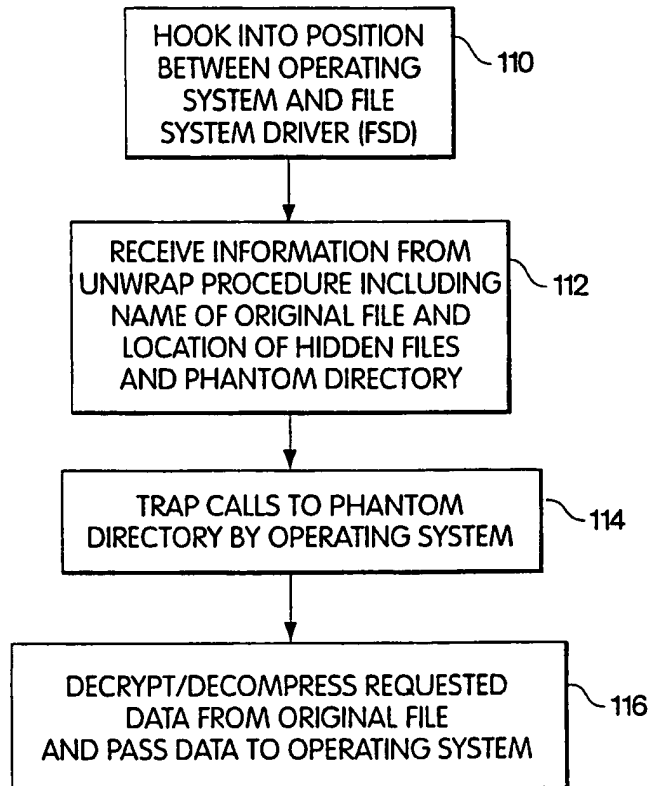 HOOK INTO POSITION
BETWEEN OPERATING
SYSTEM AND FILE
SYSTEM DRIVER (FSD)
110
RECEIVE INFORMATION FROM
UNWRAP PROCEDURE INCLUDING
NAME OF ORIGINAL FILE AND
LOCATION OF HIDDEN FILES
AND PHANTOM DIRECTORY
112
TRAP CALLS TO PHANTOM
DIRECTORY BY OPERATING SYSTEM
114
DECRYPT/DECOMPRESS REQUESTED
DATA FROM ORIGINAL FILE
AND PASS DATA TO OPERATING SYSTEM
116